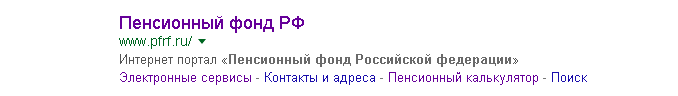 Пенсионный фонд РФ
www.pfrf.ru/
Интернет портал «Пенсионный фонд Российской федерации»
Электронные сервисы - Контакты и адреса - Пенсионный калькулятор - Поиск